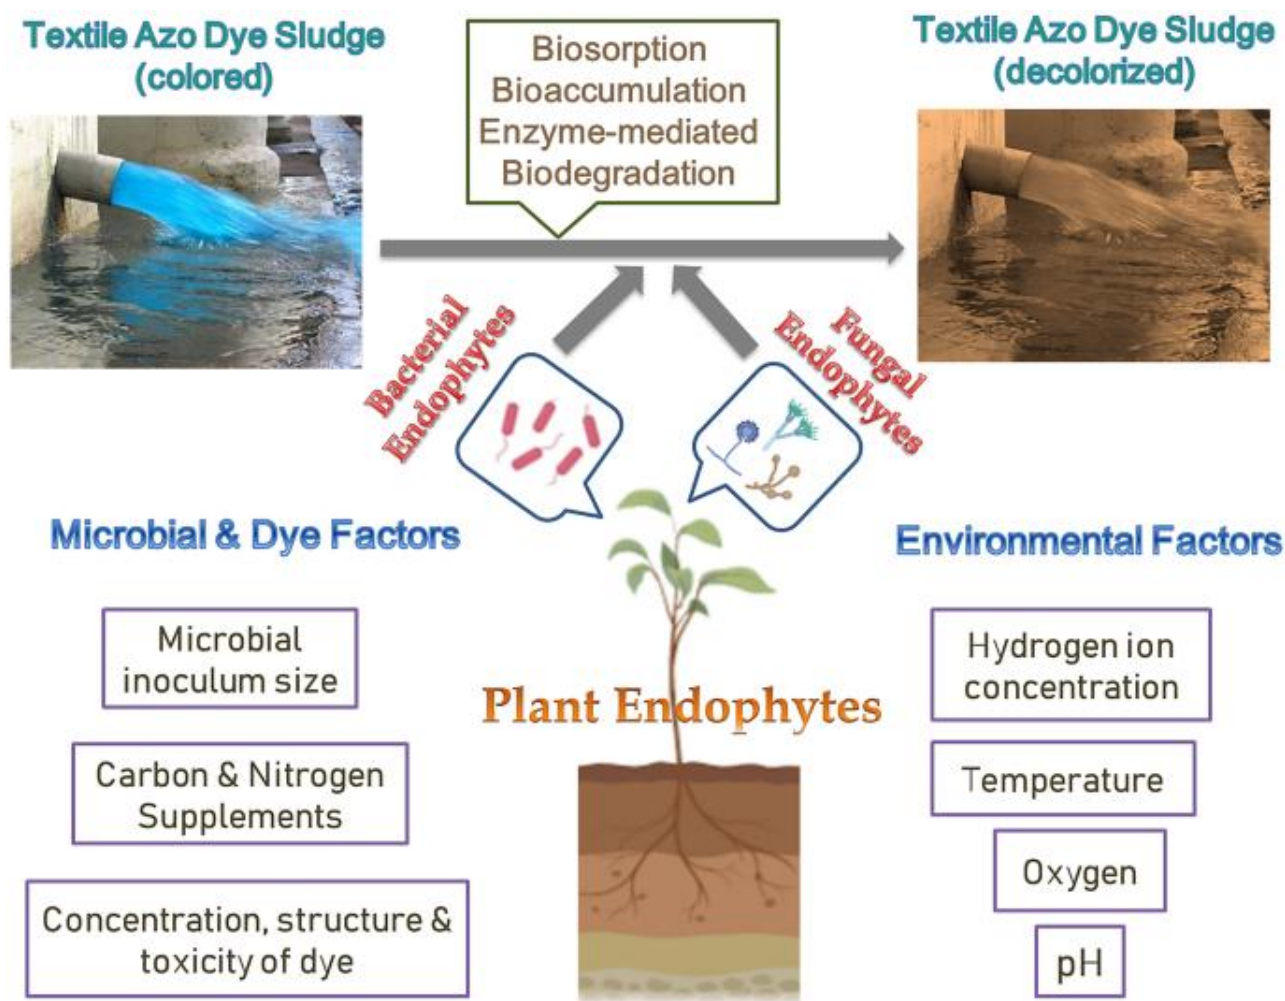 Textile Azo Dye Sludge
(colored)
Biosorption
Bioaccumulation
Enzyme-mediated
Biodegradation
Textile Azo Dye Sludge
(decolorized)
Bacterial
Endophytes
Fungal
Endophytes
Microbial & Dye Factors
Microbial
inoculum size
Carbon & Nitrogen
Supplements
Concentration, structure &
toxicity of dye
Plant Endophytes
Environmental Factors
Hydrogen ion
concentration
Temperature
Oxygen
pH